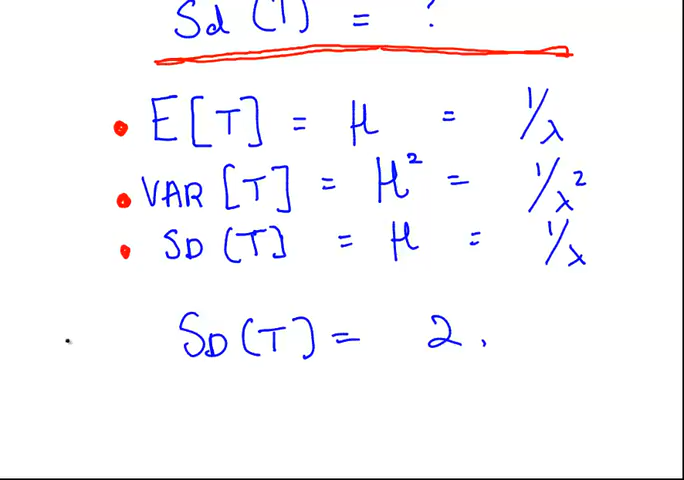 Sd (T) = ?
• E[T] = μ = 1/λ
• VAR [T] = μ² = 1/λ²
• SD (T) = μ = 1/λ
SD(T) = 2.